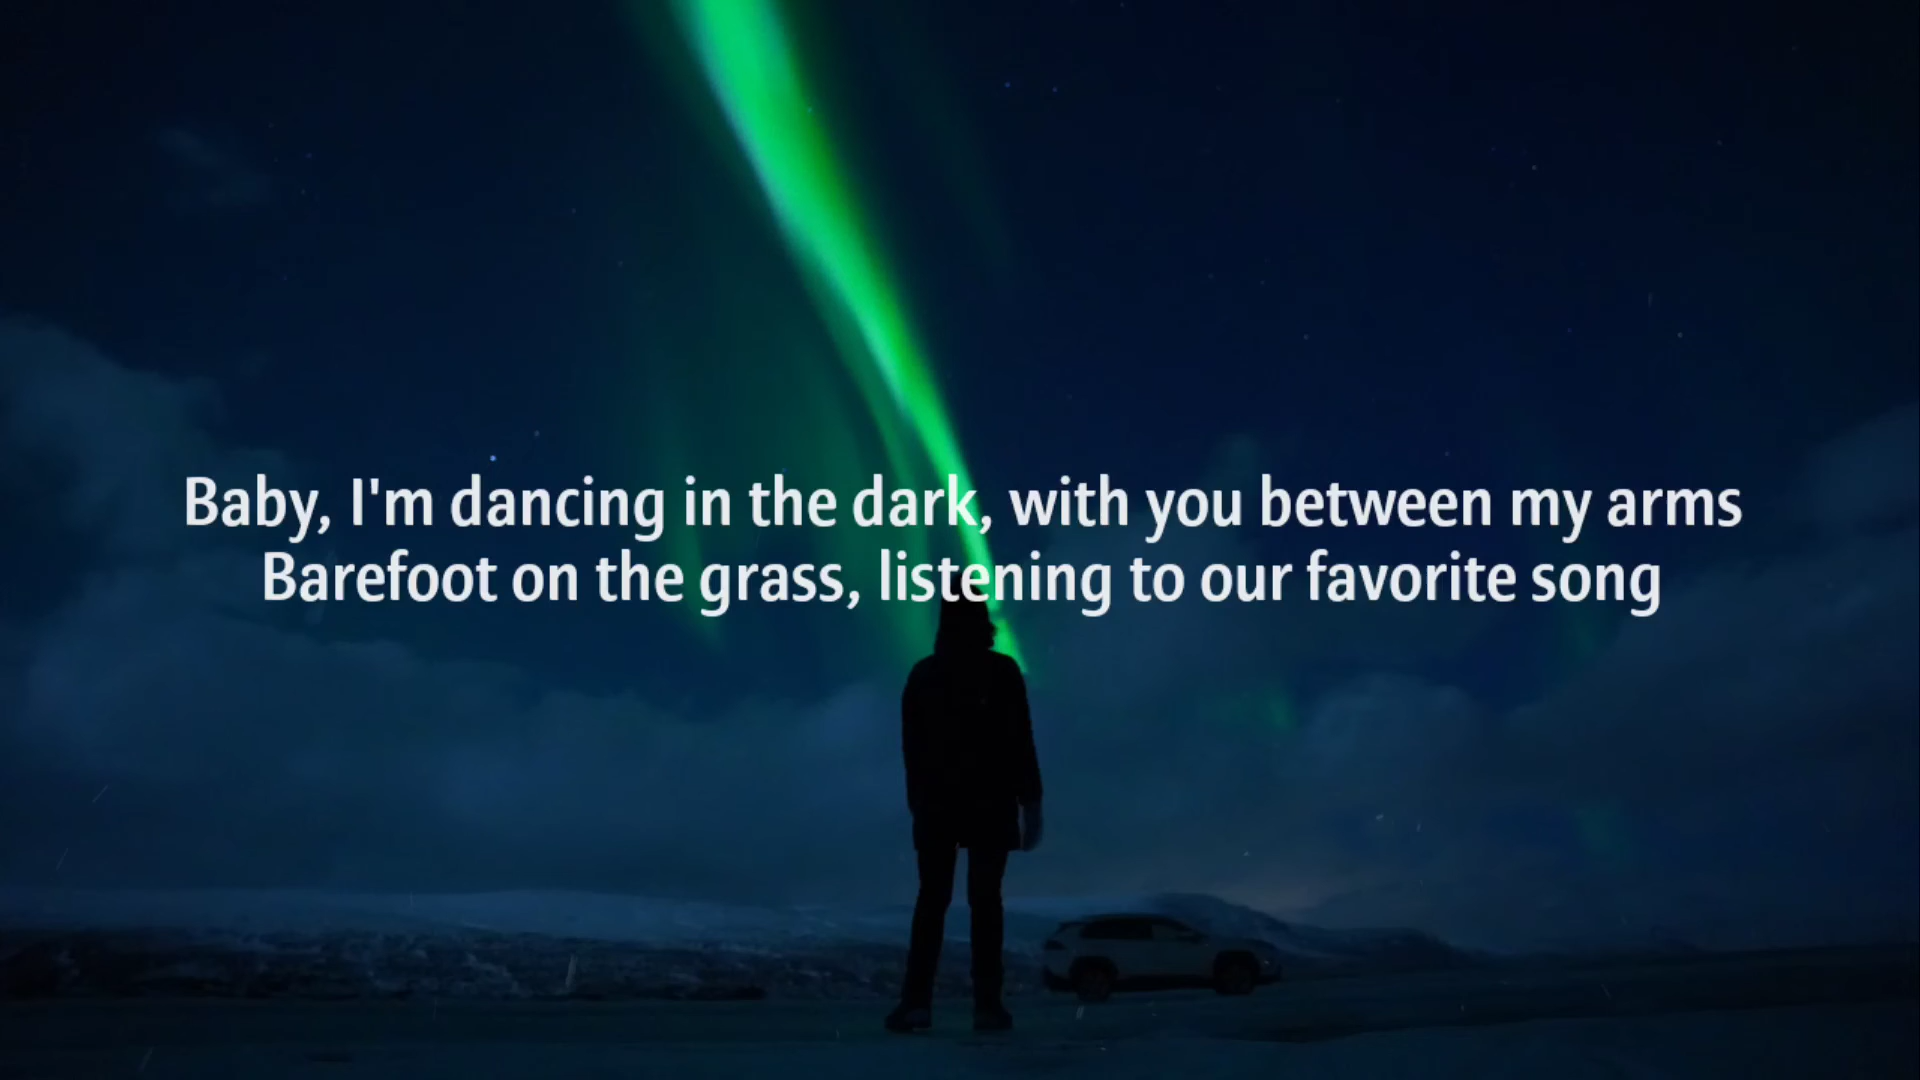 Baby, I'm dancing in the dark, with you between my arms
Barefoot on the grass, listening to our favorite song